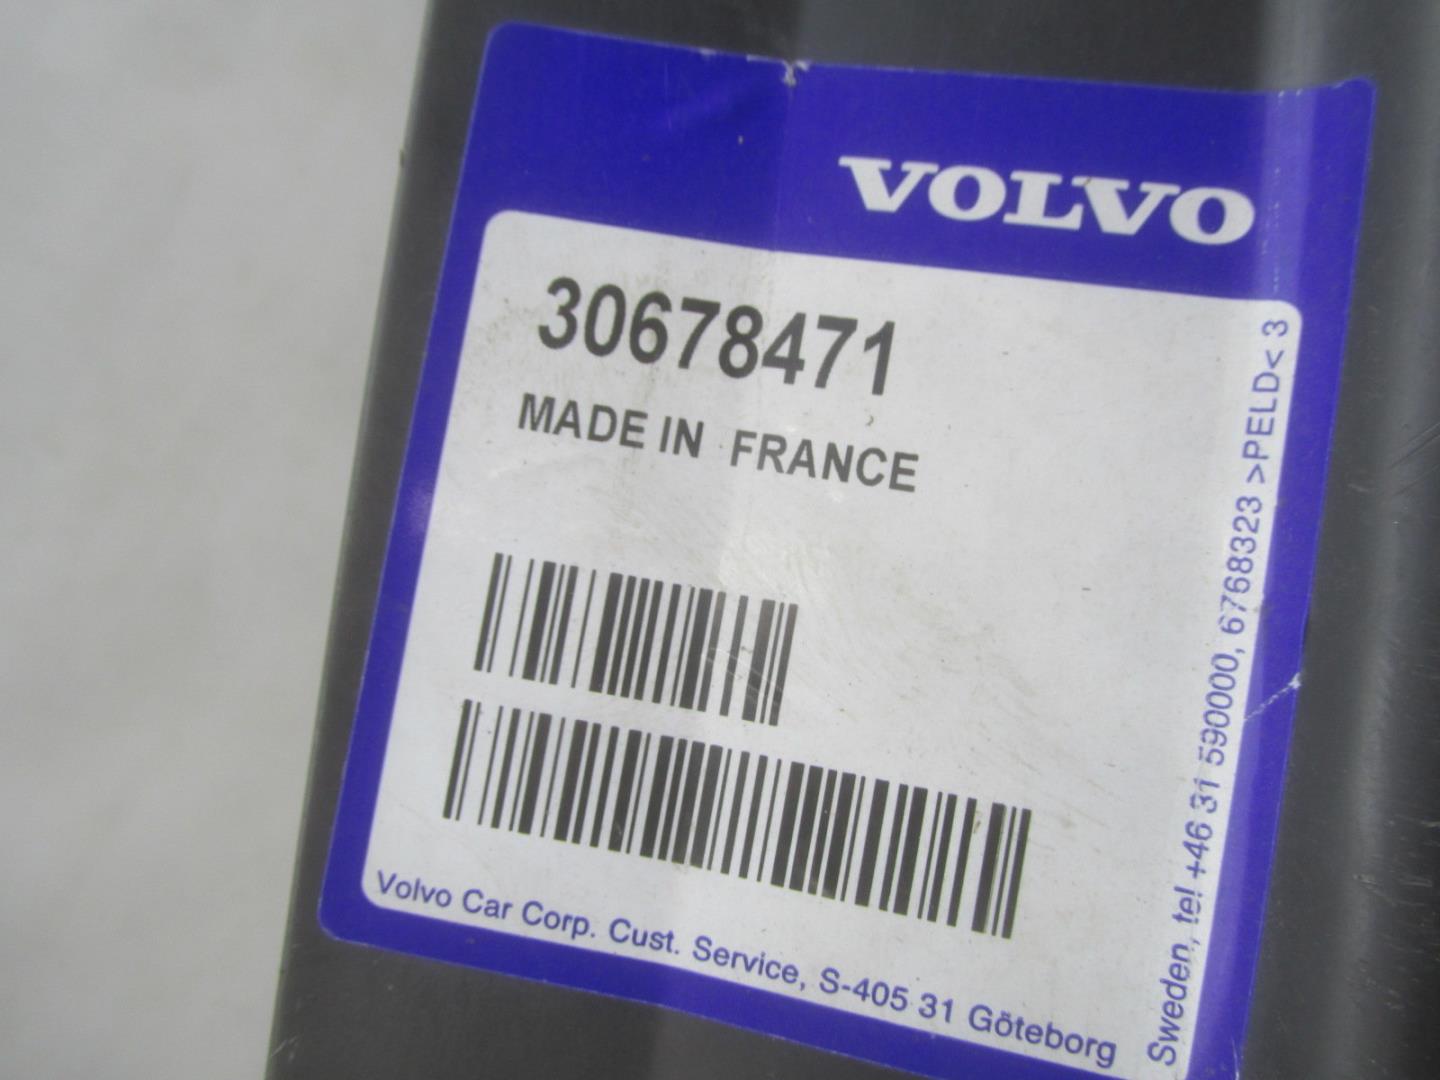 VOLVO
30678471
MADE IN FRANCE
Volvo Car Corp. Cust. Service, S-405 31 Göteborg
Sweden, tel +46 31 590000, 6768323 >PELD< 3